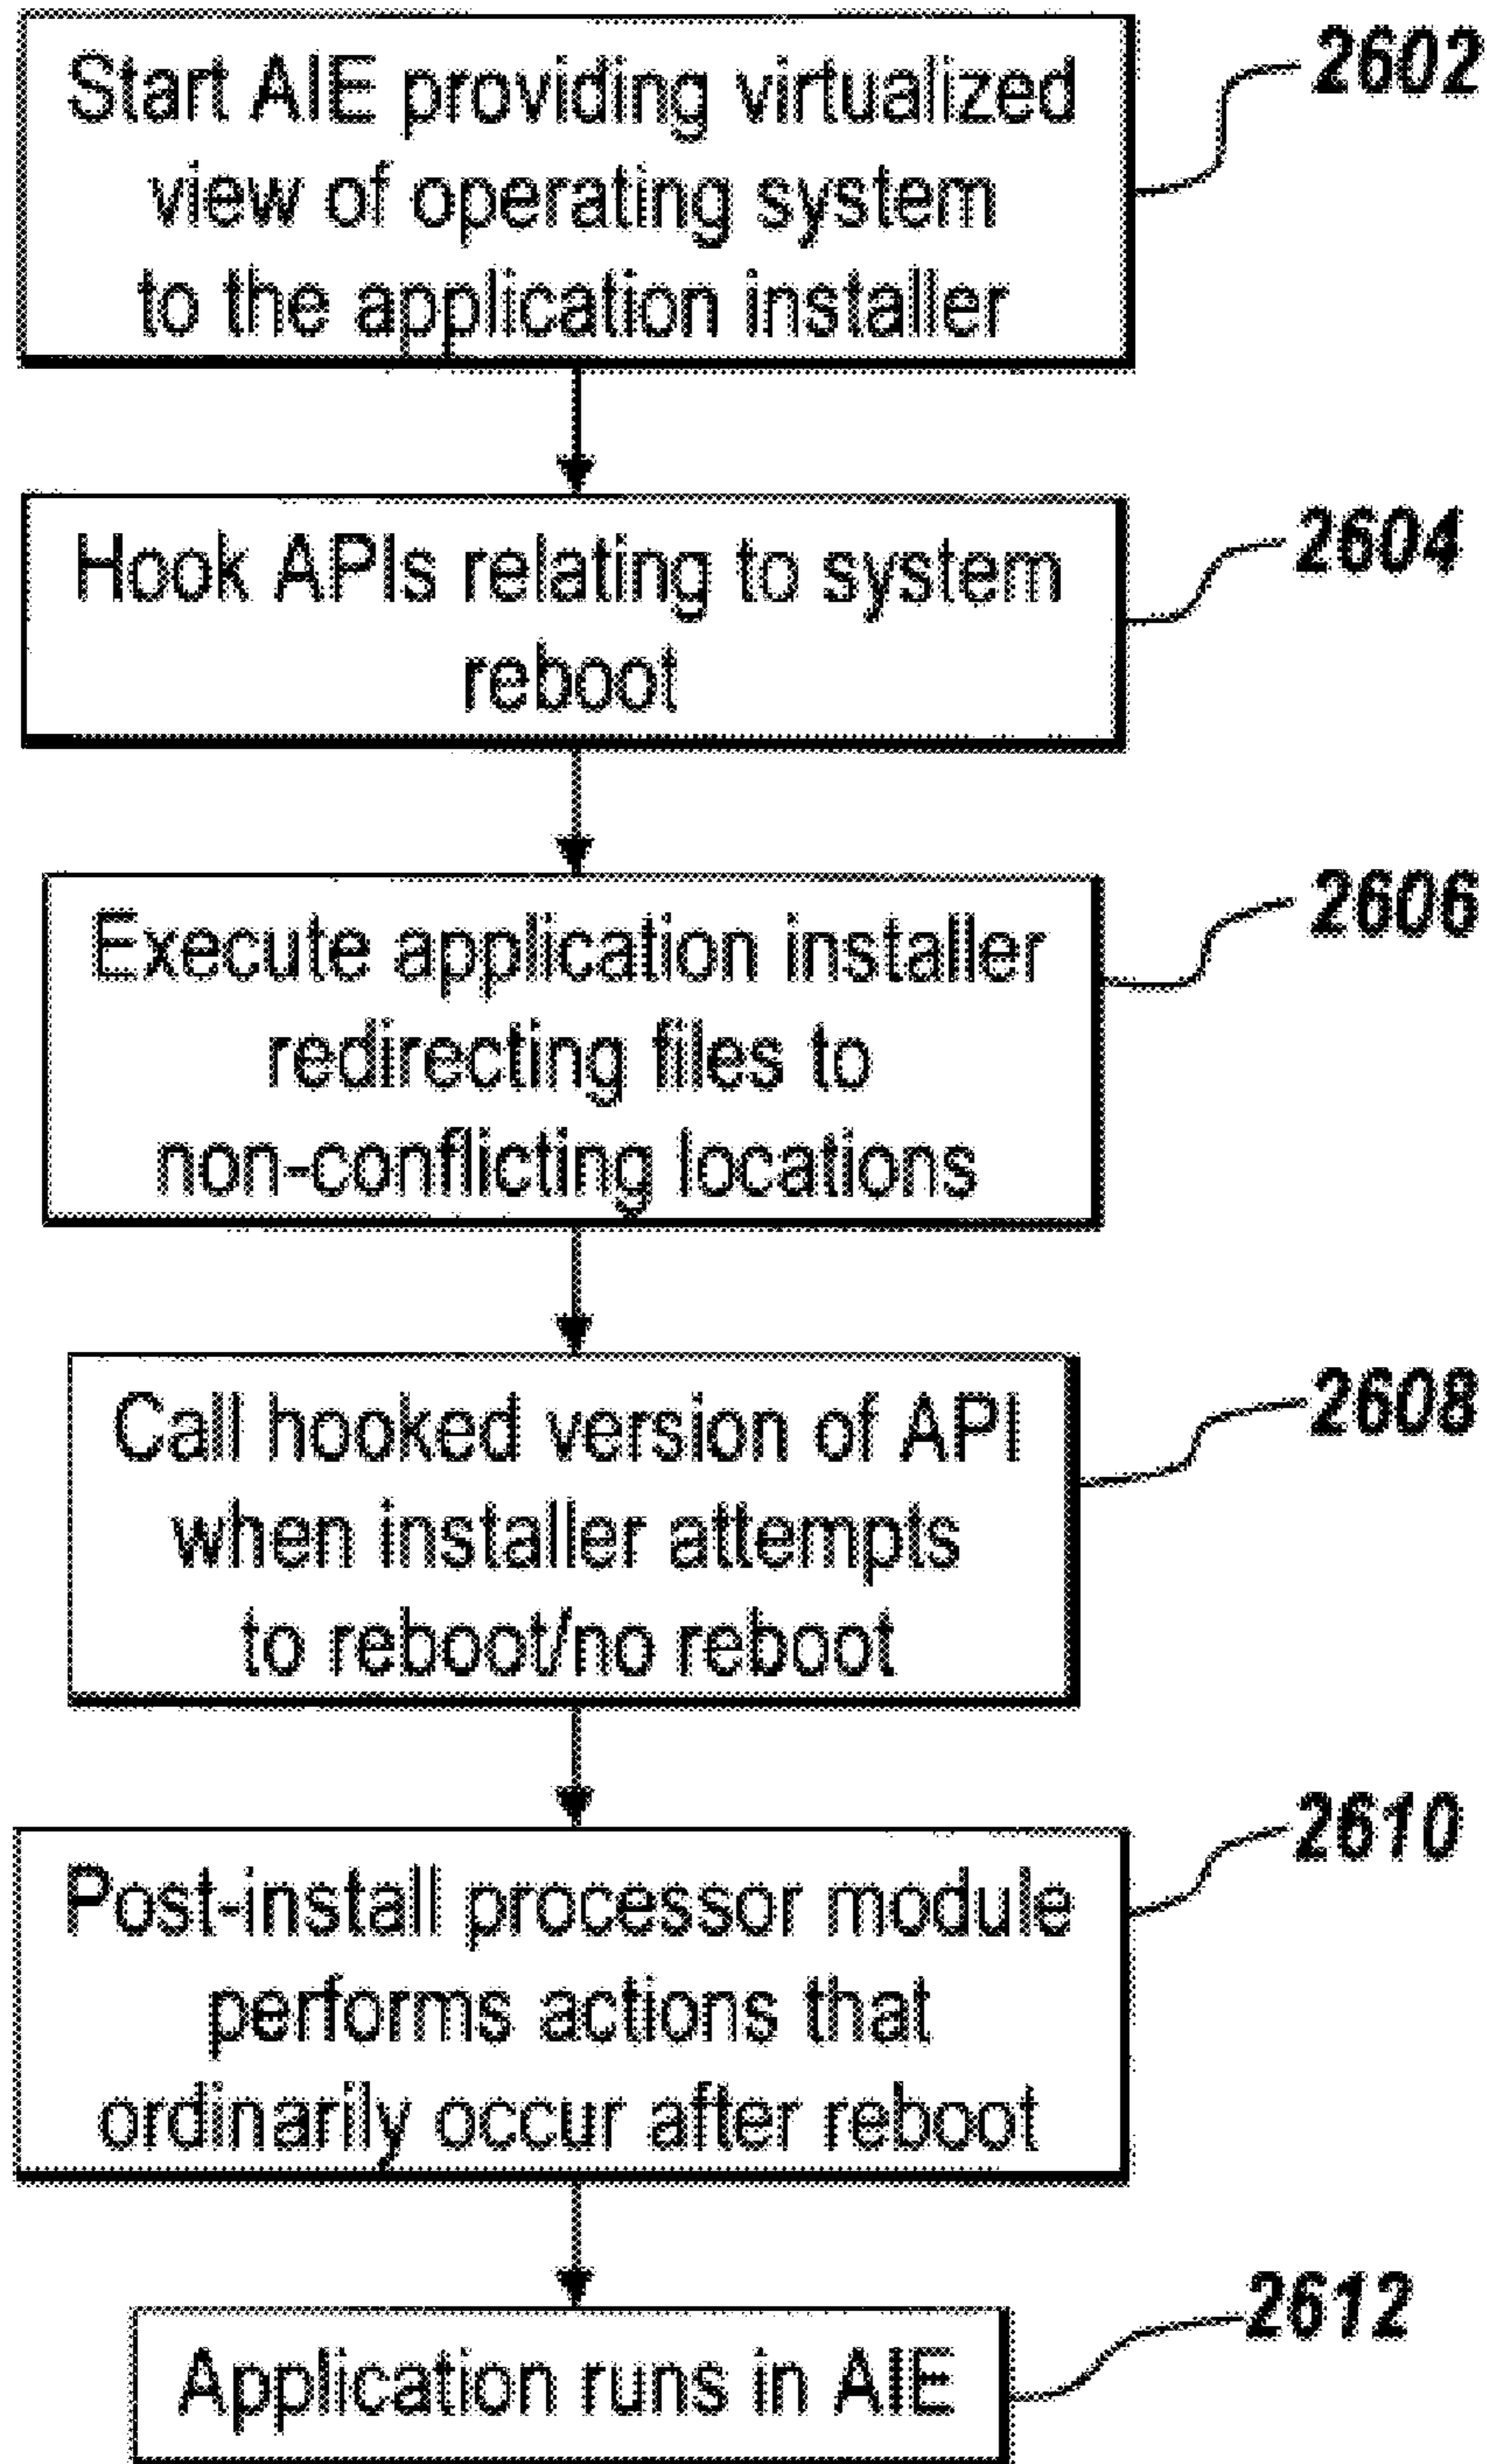 Start AIE providing virtualized
2602
view of operating system
to the application installer
Hook APIs relating to system
2604
reboot
Execute application installer
2606
redirecting files to
non-conflicting locations
Call hooked version of API
2608
when installer attempts
to reboot/no reboot
Post-install processor module
2610
performs actions that
ordinarily occur after reboot
Application runs in AIE
2612